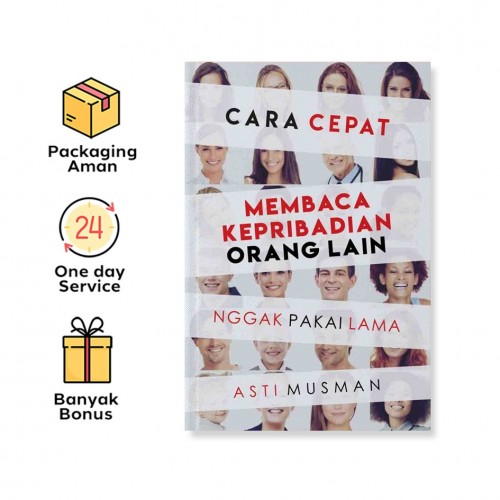 Packaging
Aman
24
One day
Service
Banyak
Bonus
CARA CEPAT
MEMBACA
KEPRIBADIAN
ORANG LAIN
NGGAK PAKAI LAMA
ASTI MUSMAN